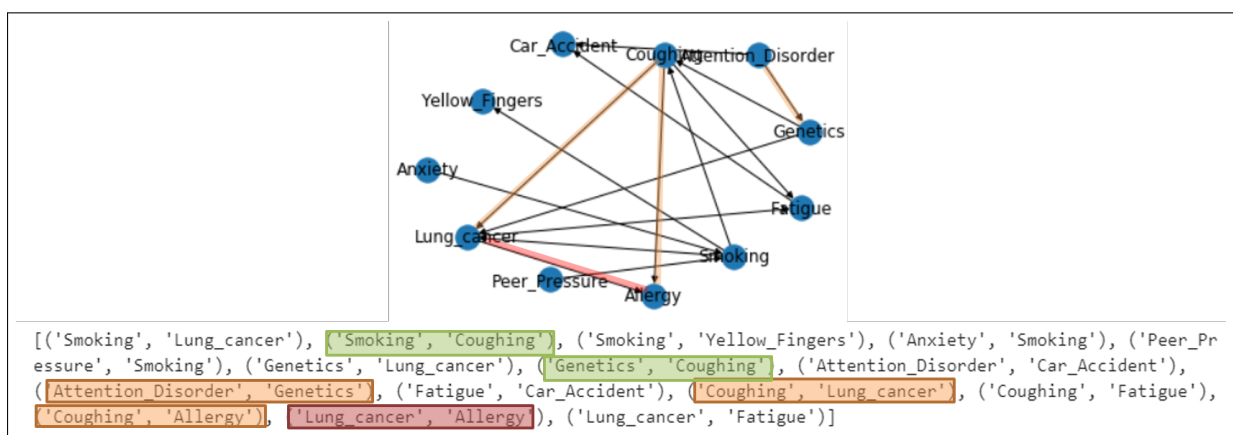 Car_Accident
Coughing
Attention_Disorder
Yellow_Fingers
Genetics
Anxiety
Fatigue
Lung_cancer
Smoking
Peer_Pressure
Allergy
[('Smoking', 'Lung_cancer'), ('Smoking', 'Coughing'), ('Smoking', 'Yellow_Fingers'), ('Anxiety', 'Smoking'), ('Peer_Pr
essure', 'Smoking'), ('Genetics', 'Lung_cancer'), ('Genetics', 'Coughing'), ('Attention_Disorder', 'Car_Accident'),
('Attention_Disorder', 'Genetics'), ('Fatigue', 'Car_Accident'), ('Coughing', 'Lung_cancer'), ('Coughing', 'Fatigue'),
('Coughing', 'Allergy'), ('Lung_cancer', 'Allergy'), ('Lung_cancer', 'Fatigue')]